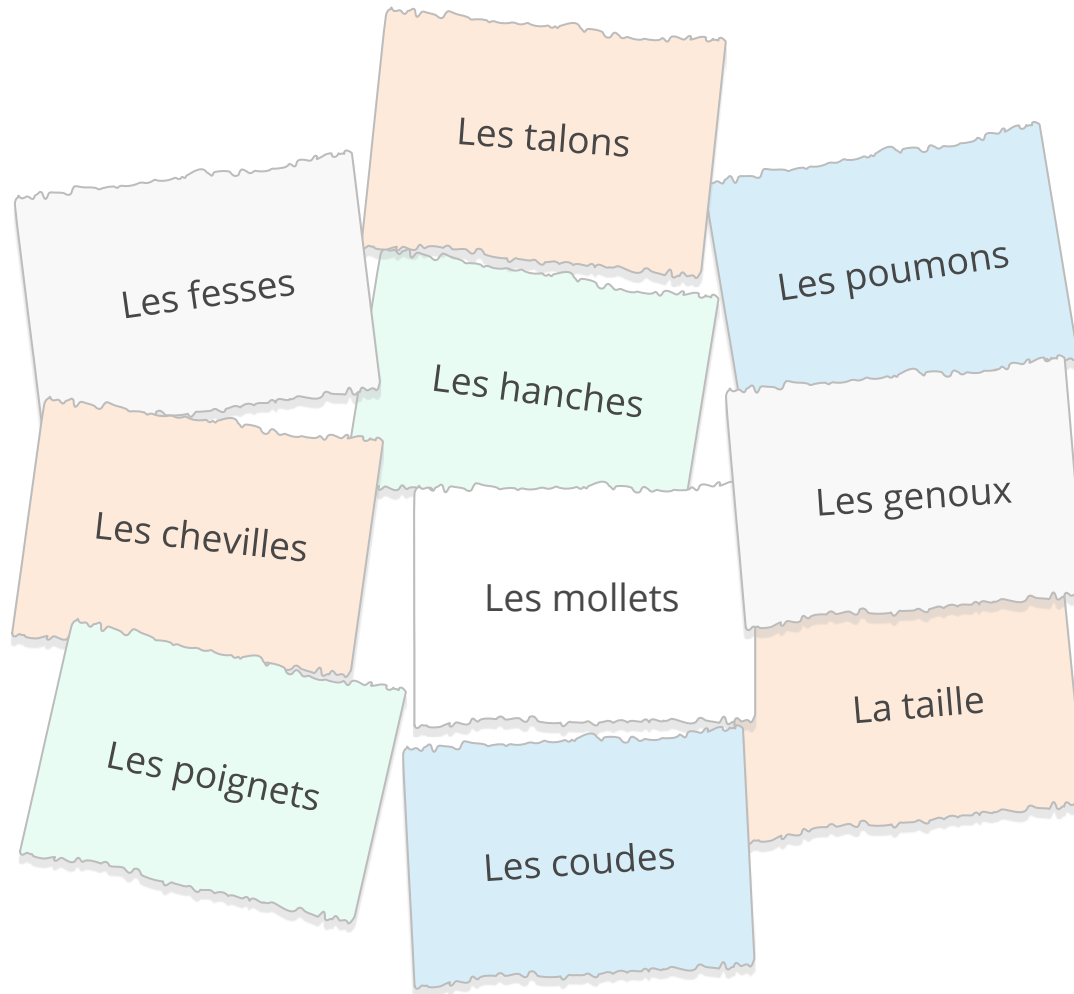 Les talons
Les poumons
Les fesses
Les hanches
Les genoux
Les chevilles
Les mollets
La taille
Les poignets
Les coudes